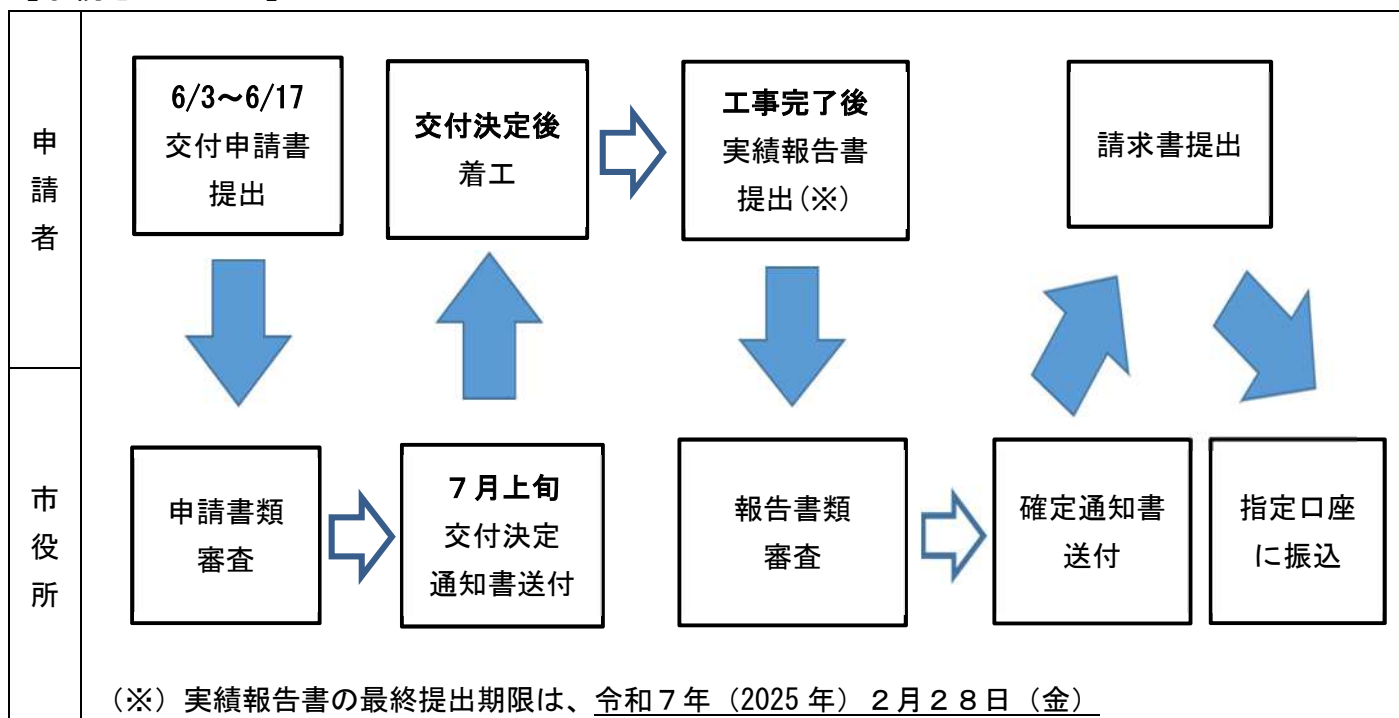 申請者
6/3～6/17
交付申請書
提出
交付決定後
着工
工事完了後
実績報告書
提出(※)
請求書提出
市役所
申請書類
審査
７月上旬
交付決定
通知書送付
報告書類
審査
確定通知書
送付
指定口座
に振込
（※）実績報告書の最終提出期限は、令和７年（2025年）２月２８日（金）